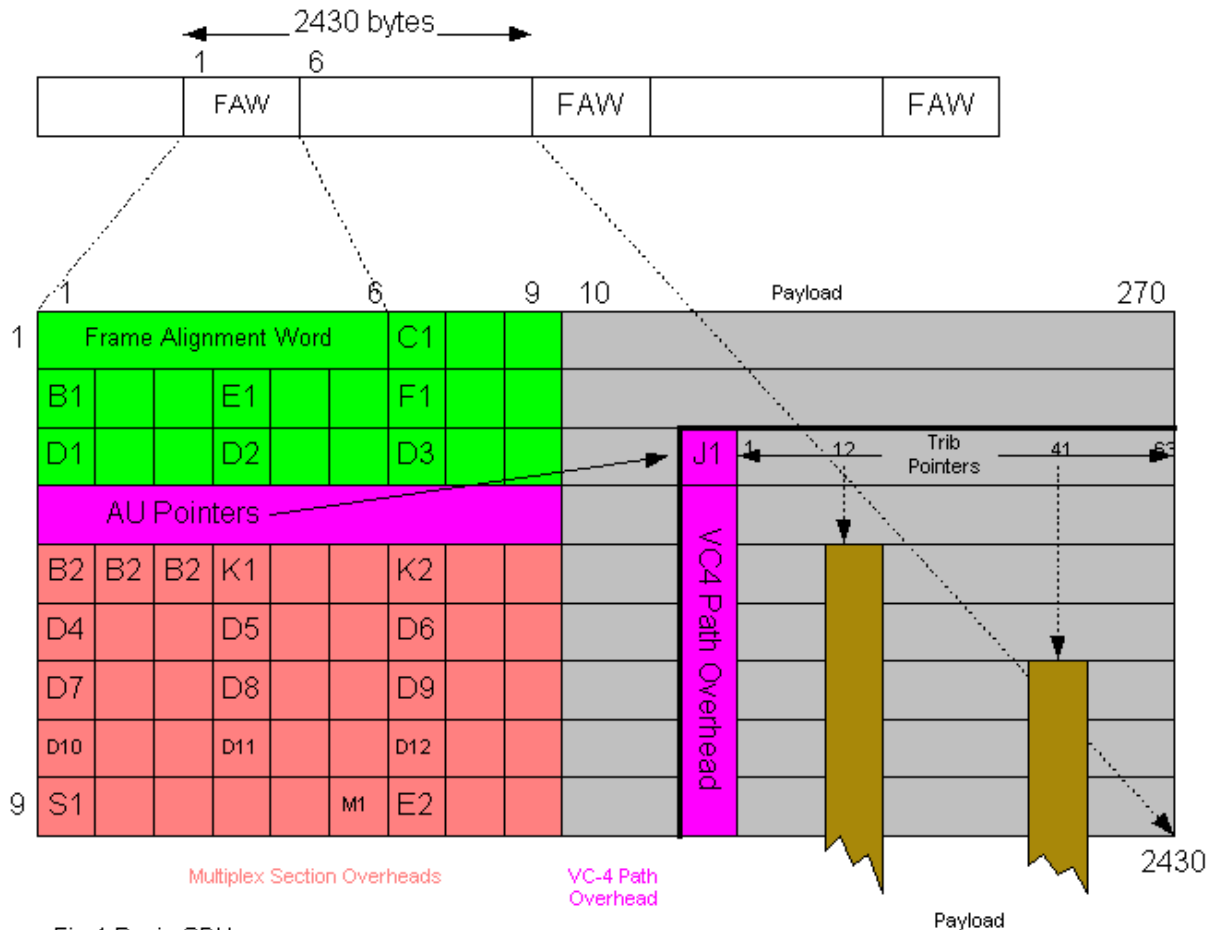 2430 bytes
1 6
FAW FAW FAW
1 6 9 10 Payload 270
1 Frame Alignment Word C1
B1 E1 F1
D1 D2 D3 J1 1 12 Trib Pointers 41 63
AU Pointers
VC4 Path Overhead
B2 B2 B2 K1 K2
D4 D5 D6
D7 D8 D9
D10 D11 D12
9 S1 M1 E2
2430
Multiplex Section Overheads
VC-4 Path
Overhead
Payload